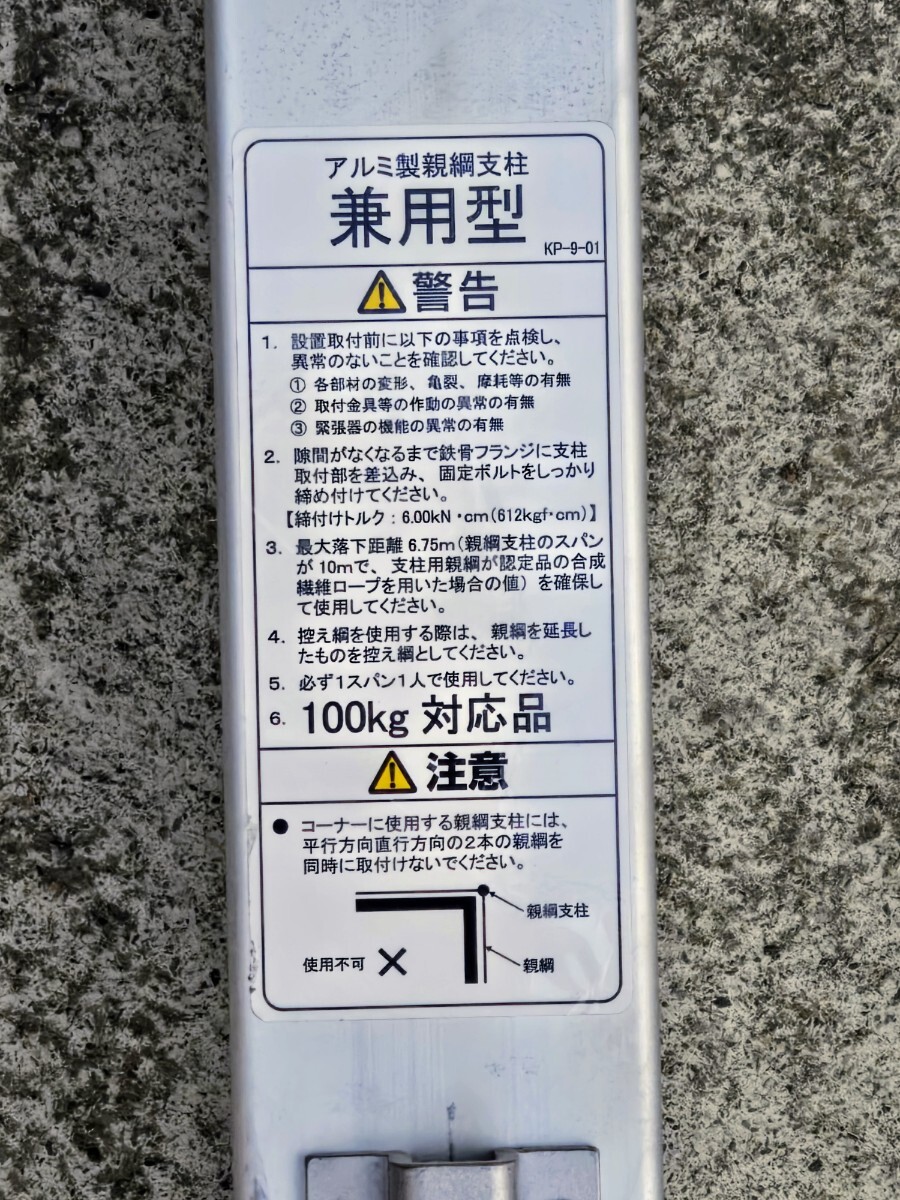 アルミ製親綱支柱
兼用型
KP-9-01
警告
1. 設置取付前に以下の事項を点検し、
異常のないことを確認してください。
① 各部材の変形、亀裂、摩耗等の有無
② 取付金具等の作動の異常の有無
③ 緊張器の機能の異常の有無
2. 隙間がなくなるまで鉄骨フランジに支柱
取付部を差込み、固定ボルトをしっかり
締め付けてください。
【締付けトルク：6.00kN・cm(612kgf・cm)】
3. 最大落下距離 6.75m(親綱支柱のスパン
が10mで、支柱用親綱が認定品の合成
繊維ロープを用いた場合の値)を確保し
て使用してください。
4. 控え綱を使用する際は、親綱を延長し
たものを控え綱としてください。
5. 必ず1スパン1人で使用してください。
6. 100kg 対応品
注意
● コーナーに使用する親綱支柱には、
平行方向直行方向の2本の親綱を
同時に取付けないでください。
親綱支柱
使用不可 ×
親綱